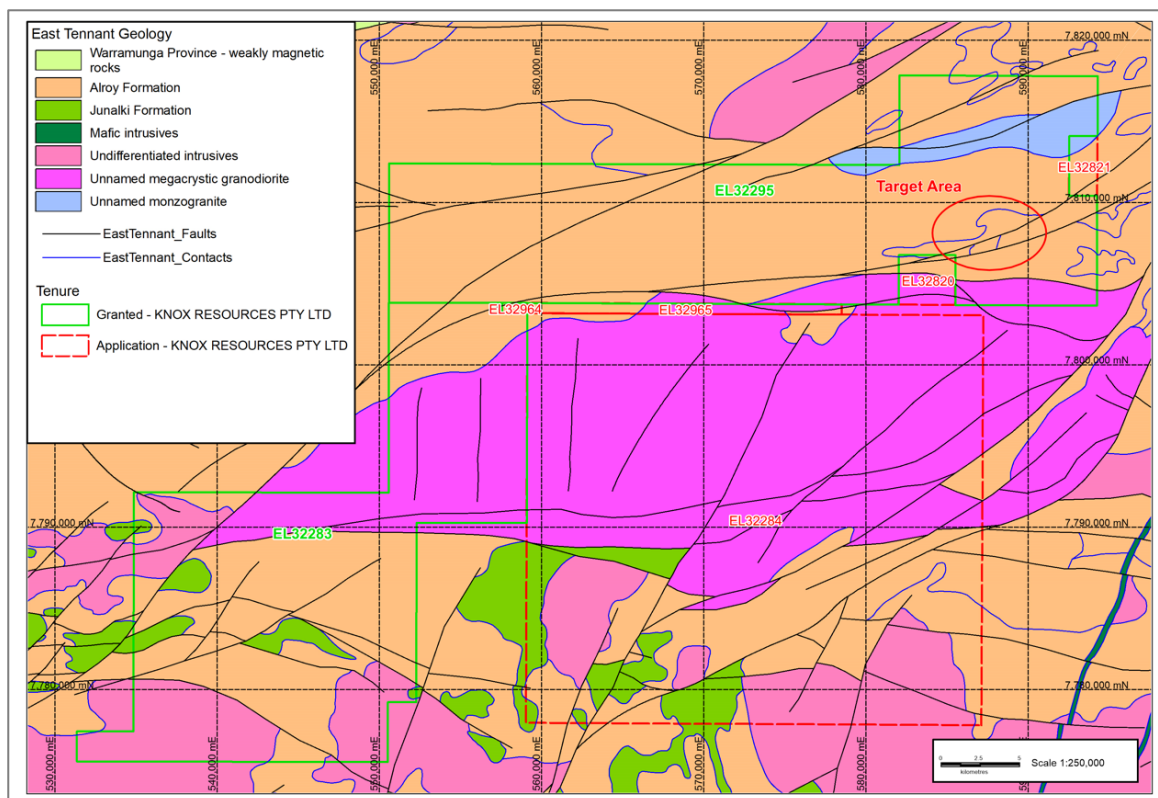 East Tennant Geology
Warramunga Province - weakly magnetic
rocks
Alroy Formation
Junalki Formation
Mafic intrusives
Undifferentiated intrusives
Unnamed megacrystic granodiorite
Unnamed monzogranite
EastTennant_Faults
EastTennant_Contacts
Tenure
Granted - KNOX RESOURCES PTY LTD
Application - KNOX RESOURCES PTY LTD
550,000 mE
560,000 mE
570,000 mE
580,000 mE
590,000 mE
7,820,000 mN
EL32821
EL32295
Target Area
7,810,000 mN
EL32820
EL32964
EL32965
7,800,000 mN
7,790,000 mN
EL32283
EL32284
7,790,000 mN
7,780,000 mN
7,780,000 mN
530,000 mE
540,000 mE
550,000 mE
560,000 mE
570,000 mE
580,000 mE
0 2.5 5
kilometres
Scale 1:250,000